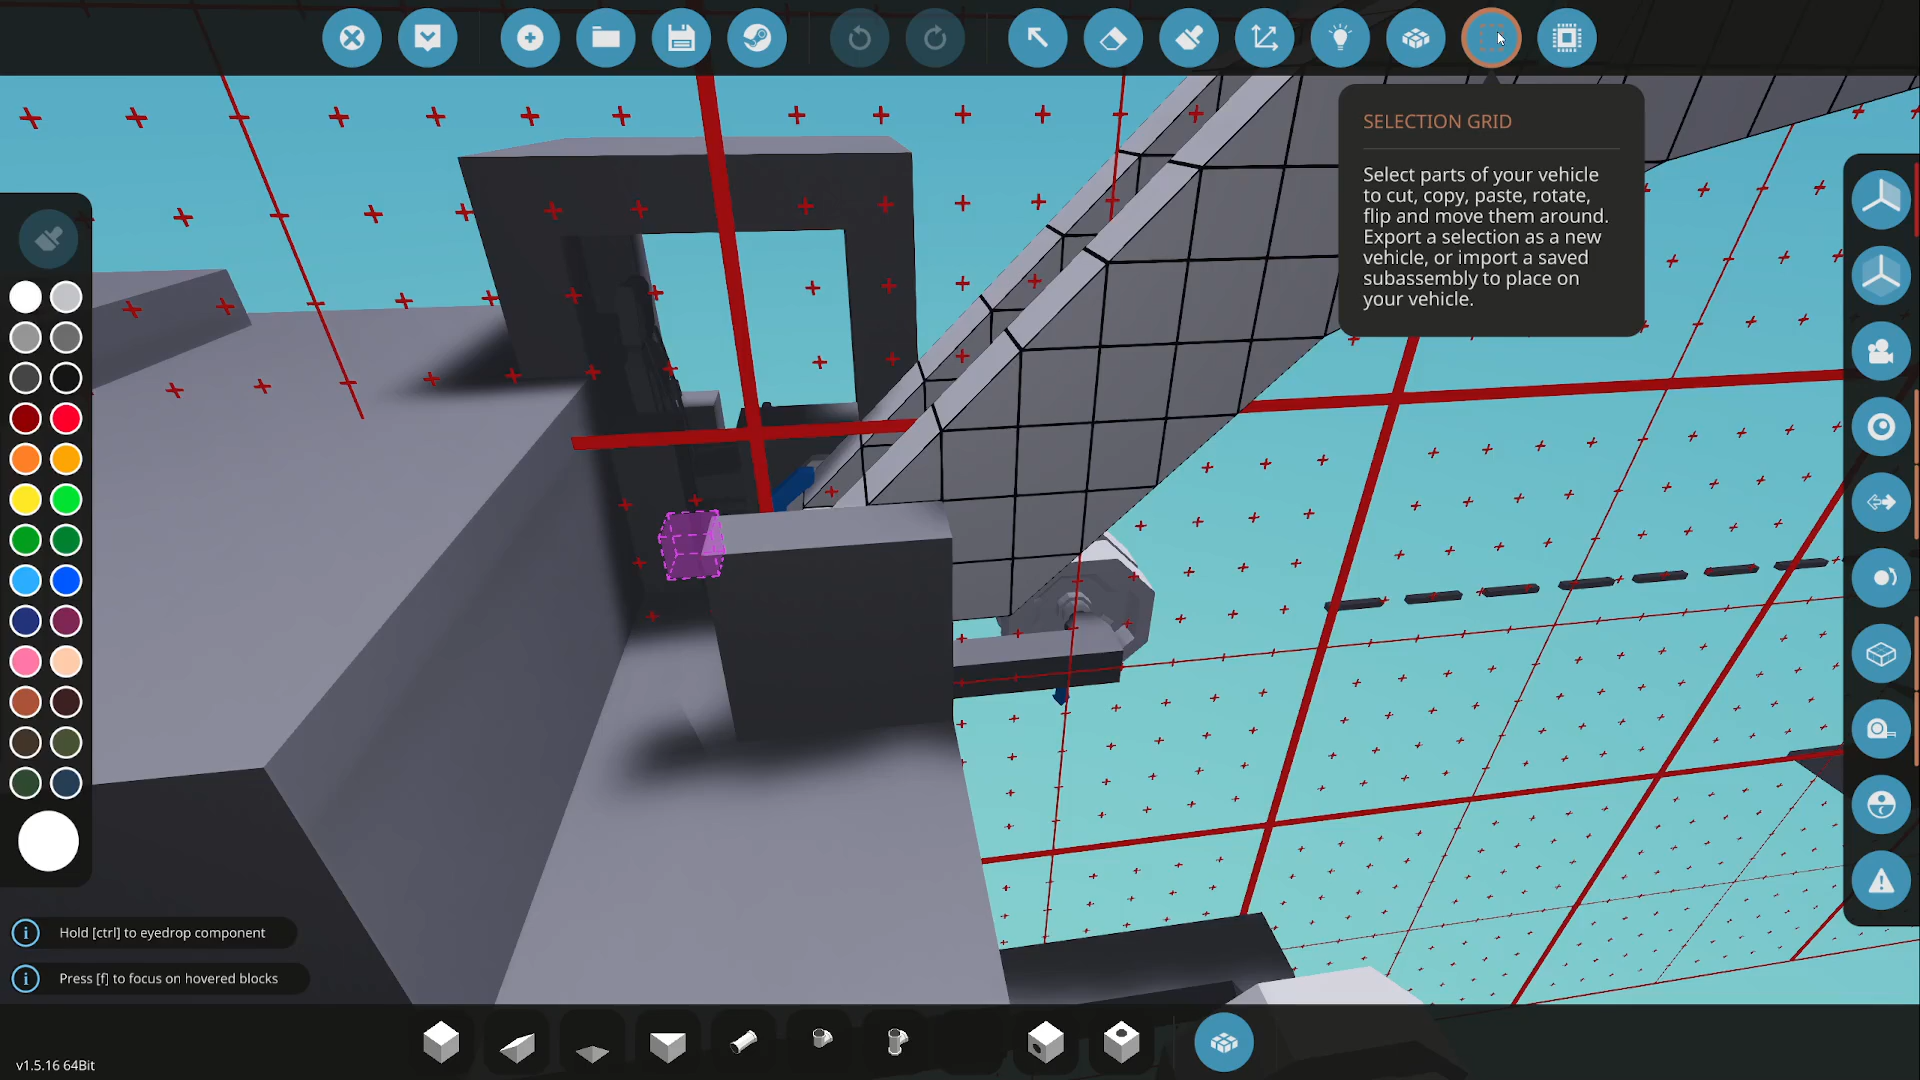 SELECTION GRID
Select parts of your vehicle
to cut, copy, paste, rotate,
flip and move them around.
Export a selection as a new
vehicle, or import a saved
subassembly to place on
your vehicle.
Hold [ctrl] to eyedrop component
Press [f] to focus on hovered blocks
v1.5.16 64Bit